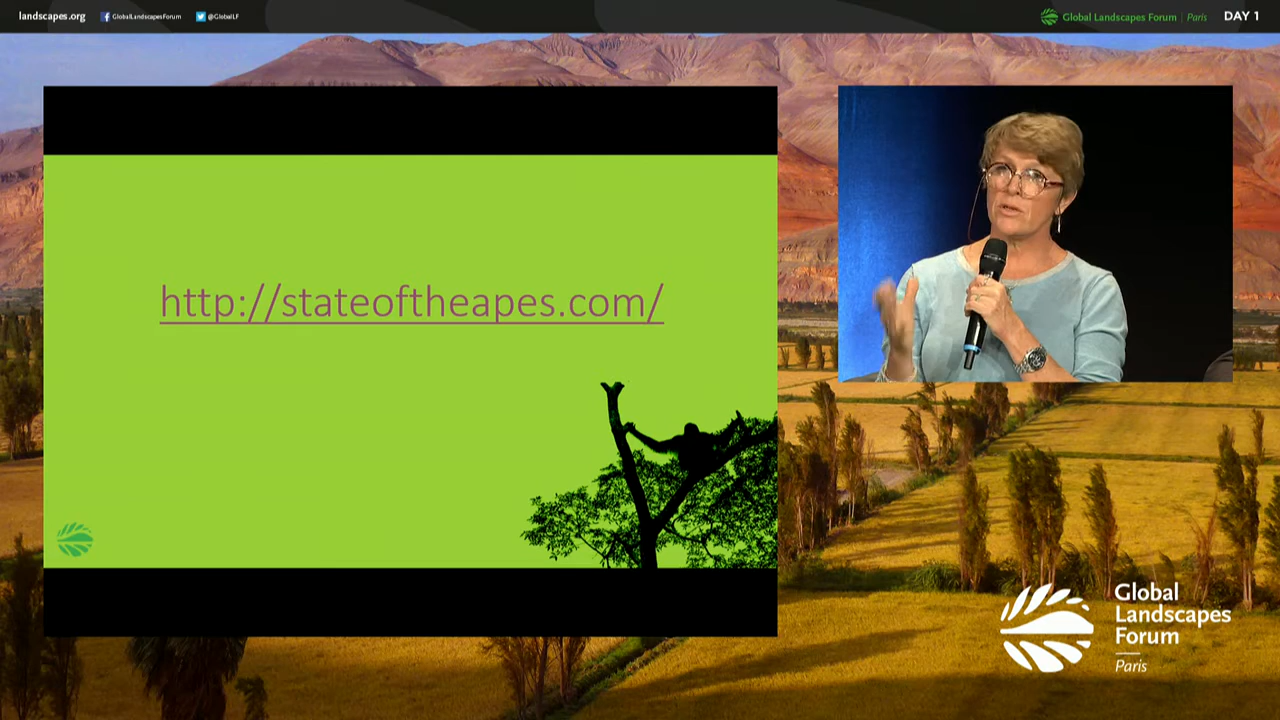 landscapes.org GlobalLandscapesForum @GlobalLF Global Landscapes Forum | Paris DAY 1
http://stateoftheapes.com/
Global
Landscapes
Forum
Paris